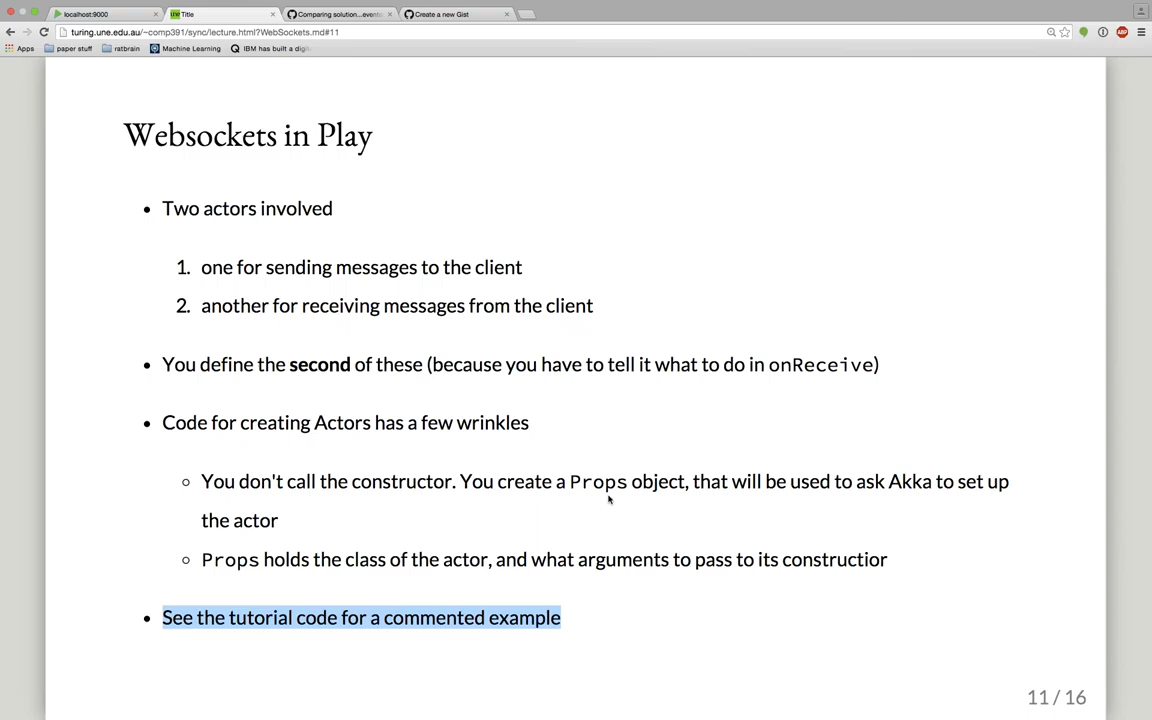 localhost:9000
une Title
Comparing solution...event
Create a new Gist
turing.une.edu.au/~comp391/sync/lecture.html?WebSockets.md#11
Apps
paper stuff
ratbrain
Machine Learning
IBM has built a digi
Websockets in Play
• Two actors involved
1. one for sending messages to the client
2. another for receiving messages from the client
• You define the second of these (because you have to tell it what to do in onReceive)
• Code for creating Actors has a few wrinkles
○ You don't call the constructor. You create a Props object, that will be used to ask Akka to set up
the actor
○ Props holds the class of the actor, and what arguments to pass to its constructior
• See the tutorial code for a commented example
11 / 16